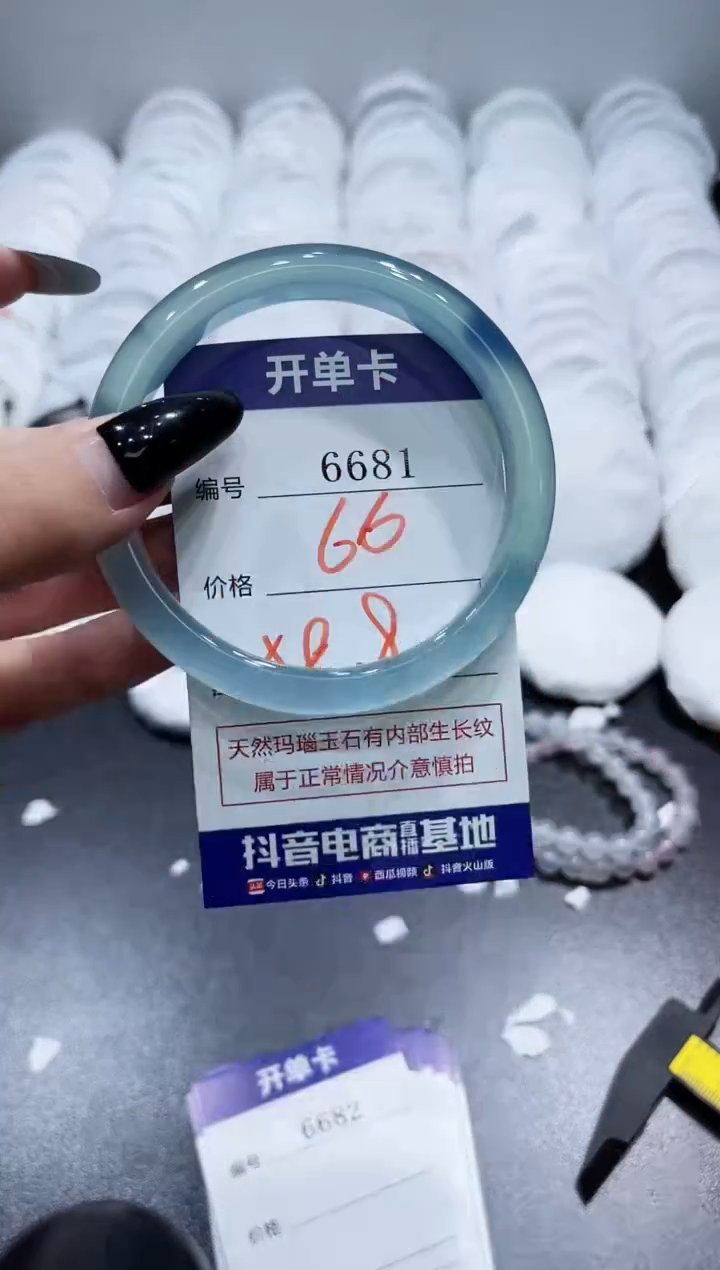 开单卡
编号 6681
66
价格
天然玛瑙玉石有内部生长纹
属于正常情况介意慎拍
抖音电商直播基地
头条 今日头条 抖音 西瓜视频 抖音火山版
开单卡
编号 6682
价格